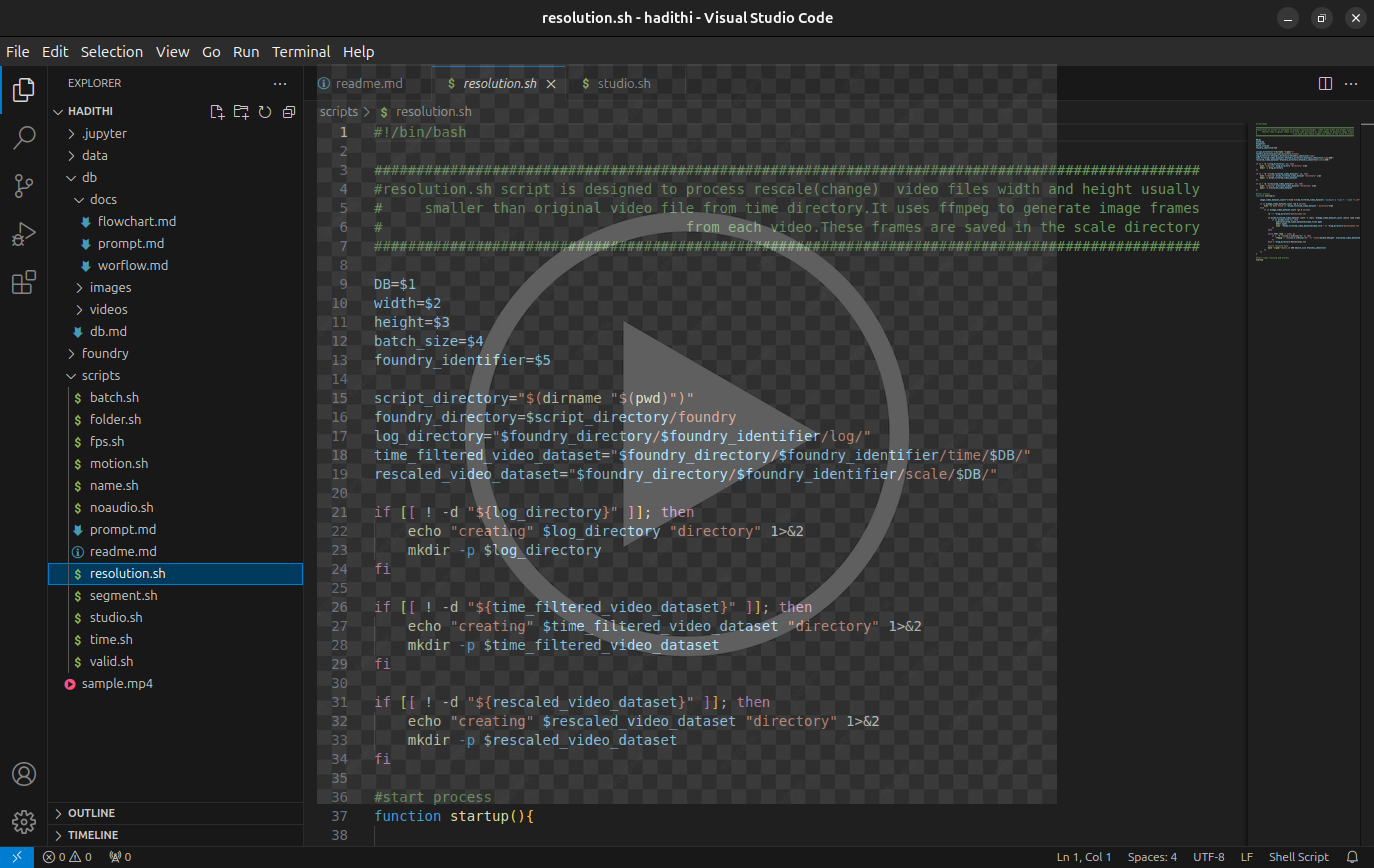 resolution.sh - hadithi - Visual Studio Code
File Edit Selection View Go Run Terminal Help
EXPLORER
HADITHI
.jupyter
data
db
docs
flowchart.md
prompt.md
worflow.md
images
videos
db.md
foundry
scripts
batch.sh
folder.sh
fps.sh
motion.sh
name.sh
noaudio.sh
prompt.md
readme.md
resolution.sh
segment.sh
studio.sh
time.sh
valid.sh
sample.mp4
OUTLINE
TIMELINE
readme.md
$ resolution.sh
$ studio.sh
scripts > $ resolution.sh
1 #!/bin/bash
2
3 ##################################################################################################
4 #resolution.sh script is designed to process rescale(change)  video files width and height usually
5 #     smaller than original video file from time directory.It uses ffmpeg to generate image frames
6 #                                    from each video.These frames are saved in the scale directory
7 ##################################################################################################
8
9 DB=$1
10 width=$2
11 height=$3
12 batch_size=$4
13 foundry_identifier=$5
14
15 script_directory="$(dirname "$(pwd)")"
16 foundry_directory=$script_directory/foundry
17 log_directory="$foundry_directory/$foundry_identifier/log/"
18 time_filtered_video_dataset="$foundry_directory/$foundry_identifier/time/$DB/"
19 rescaled_video_dataset="$foundry_directory/$foundry_identifier/scale/$DB/"
20
21 if [[ ! -d "${log_directory}" ]]; then
22     echo "creating" $log_directory "directory" 1>&2
23     mkdir -p $log_directory
24 fi
25
26 if [[ ! -d "${time_filtered_video_dataset}" ]]; then
27     echo "creating" $time_filtered_video_dataset "directory" 1>&2
28     mkdir -p $time_filtered_video_dataset
29 fi
30
31 if [[ ! -d "${rescaled_video_dataset}" ]]; then
32     echo "creating" $rescaled_video_dataset "directory" 1>&2
33     mkdir -p $rescaled_video_dataset
34 fi
35
36 #start process
37 function startup(){
38
0 0 0 Ln 1, Col 1 Spaces: 4 UTF-8 LF Shell Script